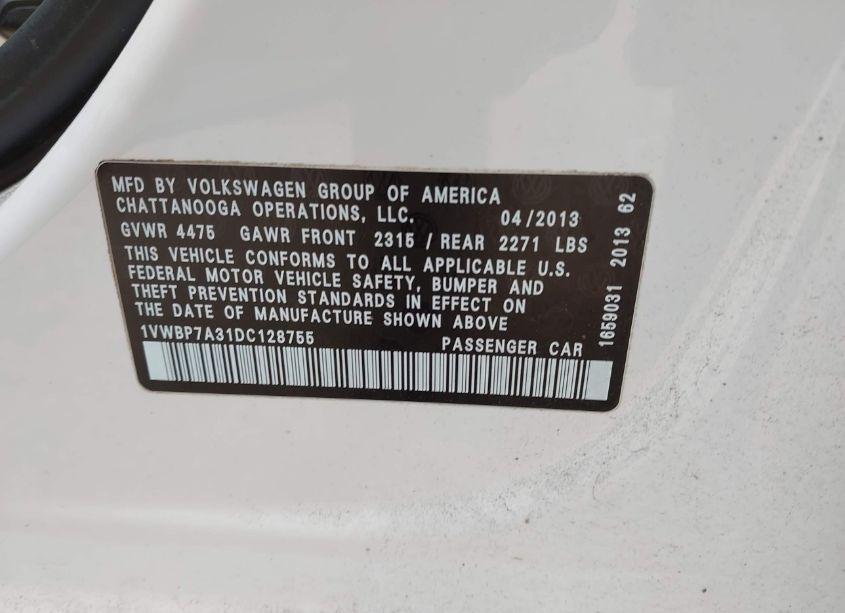 MFD BY VOLKSWAGEN GROUP OF AMERICA
CHATTANOOGA OPERATIONS, LLC. 04/2013
GVWR 4475 GAWR FRONT 2315 / REAR 2271 LBS
THIS VEHICLE CONFORMS TO ALL APPLICABLE U.S.
FEDERAL MOTOR VEHICLE SAFETY, BUMPER AND
THEFT PREVENTION STANDARDS IN EFFECT ON
THE DATE OF MANUFACTURE SHOWN ABOVE
1VWBP7A31DC128755 PASSENGER CAR
1659031 2013 62